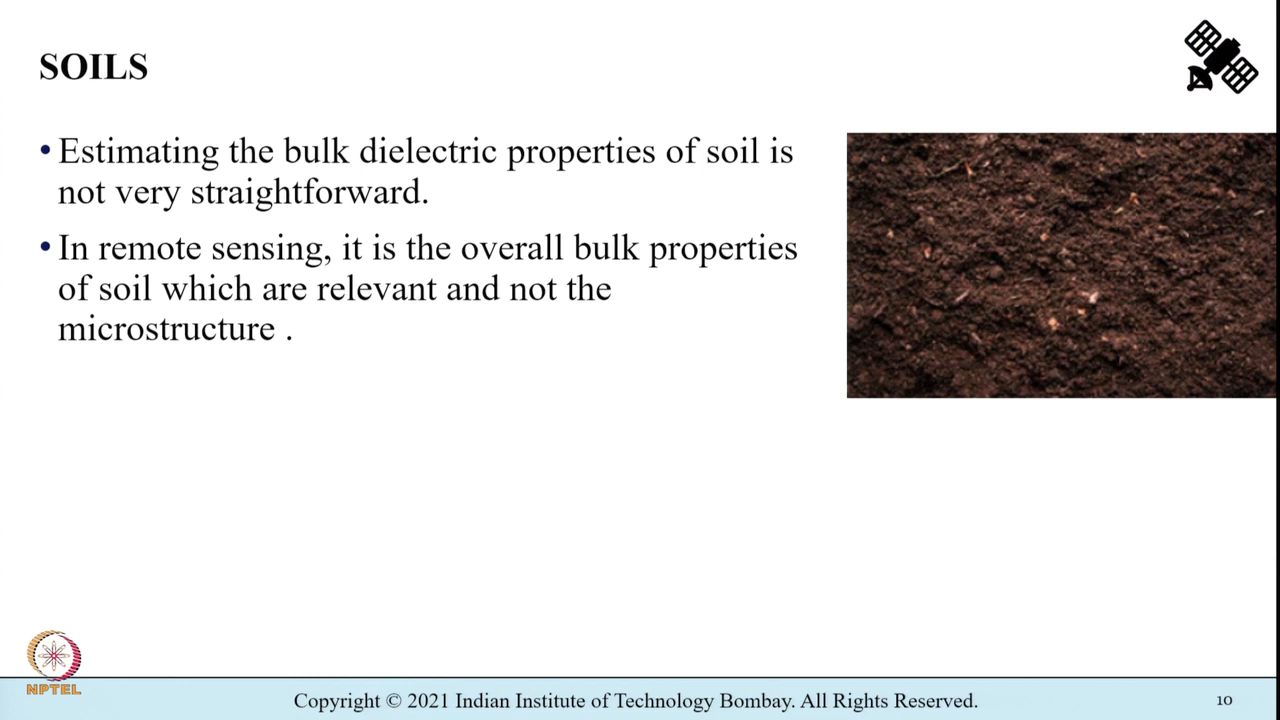 SOILS
• Estimating the bulk dielectric properties of soil is
not very straightforward.
• In remote sensing, it is the overall bulk properties
of soil which are relevant and not the
microstructure .
NPTEL
Copyright © 2021 Indian Institute of Technology Bombay. All Rights Reserved.
10